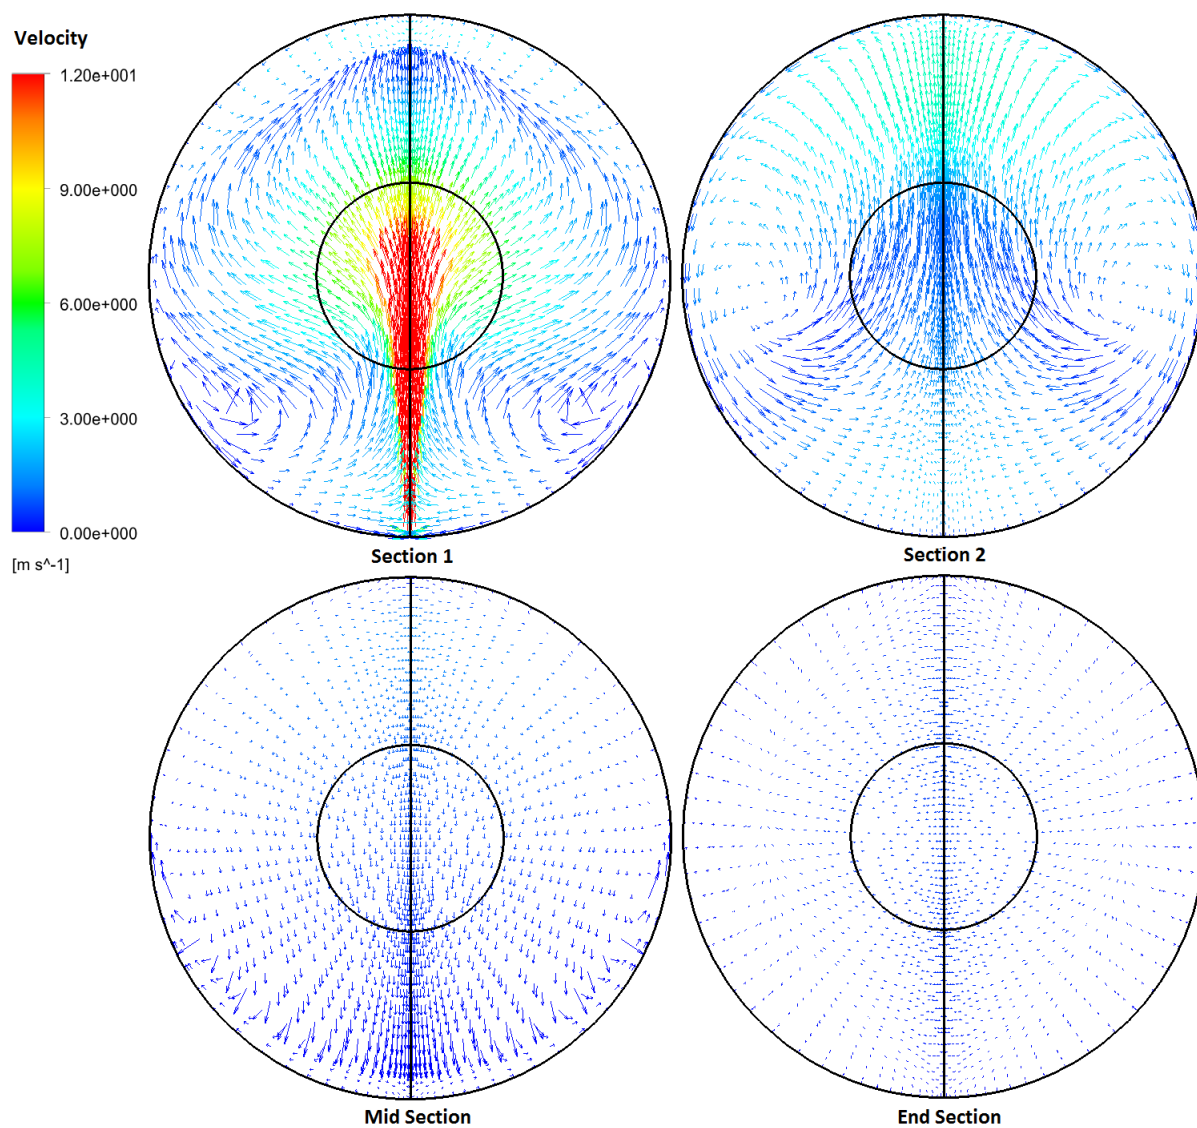 Velocity
1.20e+001
9.00e+000
6.00e+000
3.00e+000
0.00e+000
[m s^-1]
Section 1
Section 2
Mid Section
End Section